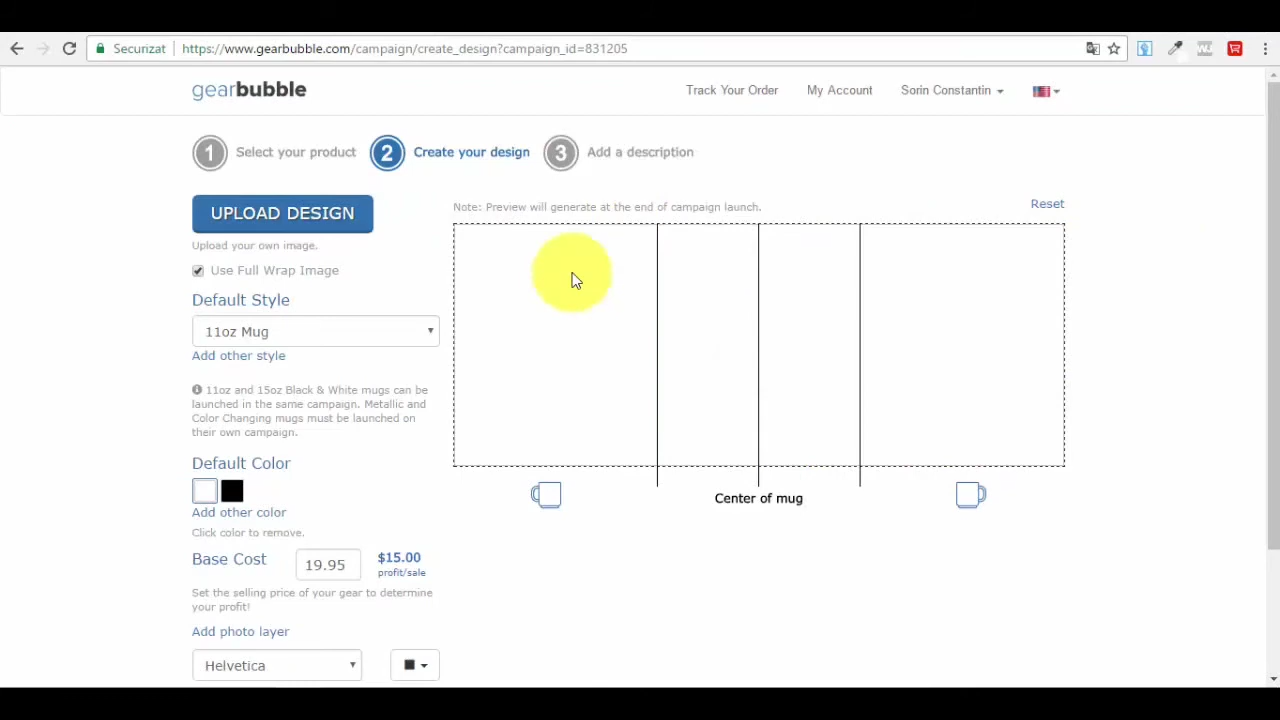 Securizat https://www.gearbubble.com/campaign/create_design?campaign_id=831205
gearbubble Track Your Order My Account Sorin Constantin
1 Select your product 2 Create your design 3 Add a description
UPLOAD DESIGN
Note: Preview will generate at the end of campaign launch. Reset
Upload your own image.
Use Full Wrap Image
Default Style
11oz Mug
Add other style
11oz and 15oz Black & White mugs can be
launched in the same campaign. Metallic and
Color Changing mugs must be launched on
their own campaign.
Default Color
Center of mug
Add other color
Click color to remove.
Base Cost 19.95 $15.00
profit/sale
Set the selling price of your gear to determine
your profit!
Add photo layer
Helvetica